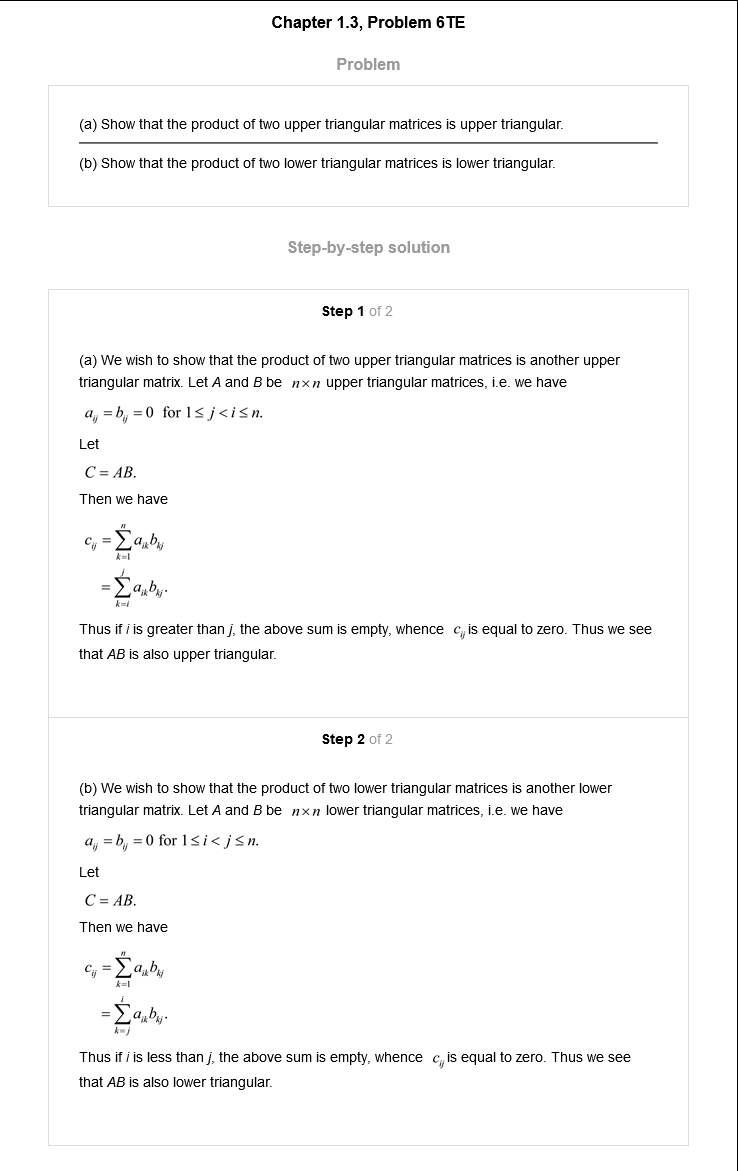 Chapter 1.3, Problem 6TE
Problem
(a) Show that the product of two upper triangular matrices is upper triangular.
(b) Show that the product of two lower triangular matrices is lower triangular.
Step-by-step solution
Step 1 of 2
(a) We wish to show that the product of two upper triangular matrices is another upper
triangular matrix. Let A and B be n×n upper triangular matrices, i.e. we have
a_{ij} = b_{ij} = 0 for 1 ≤ j < i ≤ n.
Let
C = AB.
Then we have
c_{ij} = ∑_{k=1}^{n} a_{ik}b_{kj}
= ∑_{k=i}^{j} a_{ik}b_{kj}.
Thus if i is greater than j, the above sum is empty, whence c_{ij} is equal to zero. Thus we see
that AB is also upper triangular.
Step 2 of 2
(b) We wish to show that the product of two lower triangular matrices is another lower
triangular matrix. Let A and B be n×n lower triangular matrices, i.e. we have
a_{ij} = b_{ij} = 0 for 1 ≤ i < j ≤ n.
Let
C = AB.
Then we have
c_{ij} = ∑_{k=1}^{n} a_{ik}b_{kj}
= ∑_{k=j}^{i} a_{ik}b_{kj}.
Thus if i is less than j, the above sum is empty, whence c_{ij} is equal to zero. Thus we see
that AB is also lower triangular.